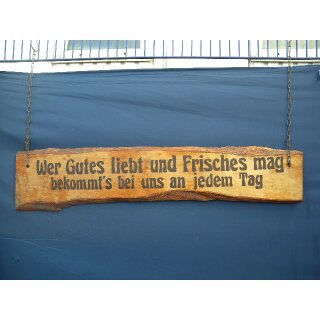 Wer Gutes liebt und Frisches mag
bekommt's bei uns an jedem Tag